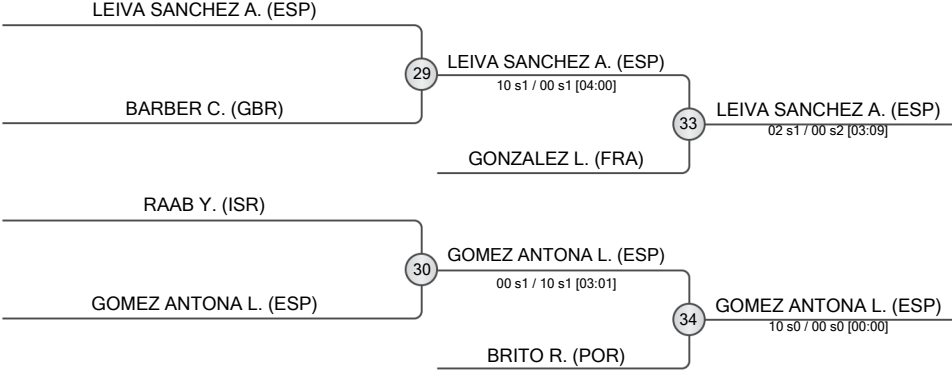 LEIVA SANCHEZ A. (ESP)
29
LEIVA SANCHEZ A. (ESP)
10 s1 / 00 s1 [04:00]
BARBER C. (GBR)
33
LEIVA SANCHEZ A. (ESP)
02 s1 / 00 s2 [03:09]
GONZALEZ L. (FRA)
RAAB Y. (ISR)
30
GOMEZ ANTONA L. (ESP)
00 s1 / 10 s1 [03:01]
GOMEZ ANTONA L. (ESP)
34
GOMEZ ANTONA L. (ESP)
10 s0 / 00 s0 [00:00]
BRITO R. (POR)